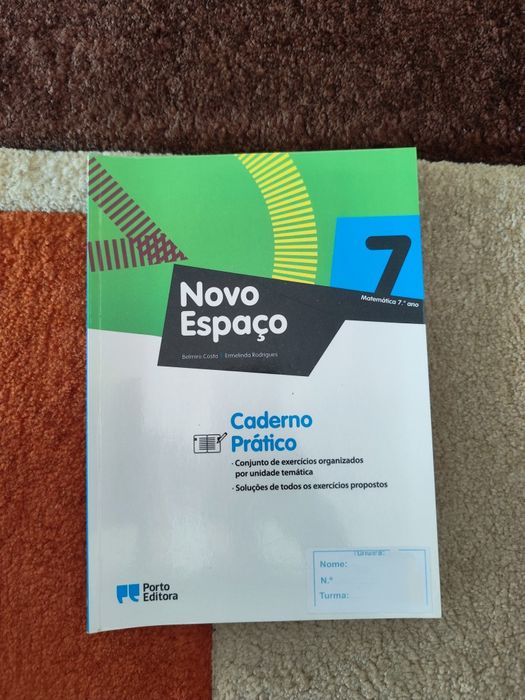 7
Matemática 7.º ano
Novo
Espaço
Belmiro Costa | Ermelinda Rodrigues
Caderno
Prático
· Conjunto de exercícios organizados
por unidade temática
· Soluções de todos os exercícios propostos
Nome:
N.º
Turma:
Porto
Editora